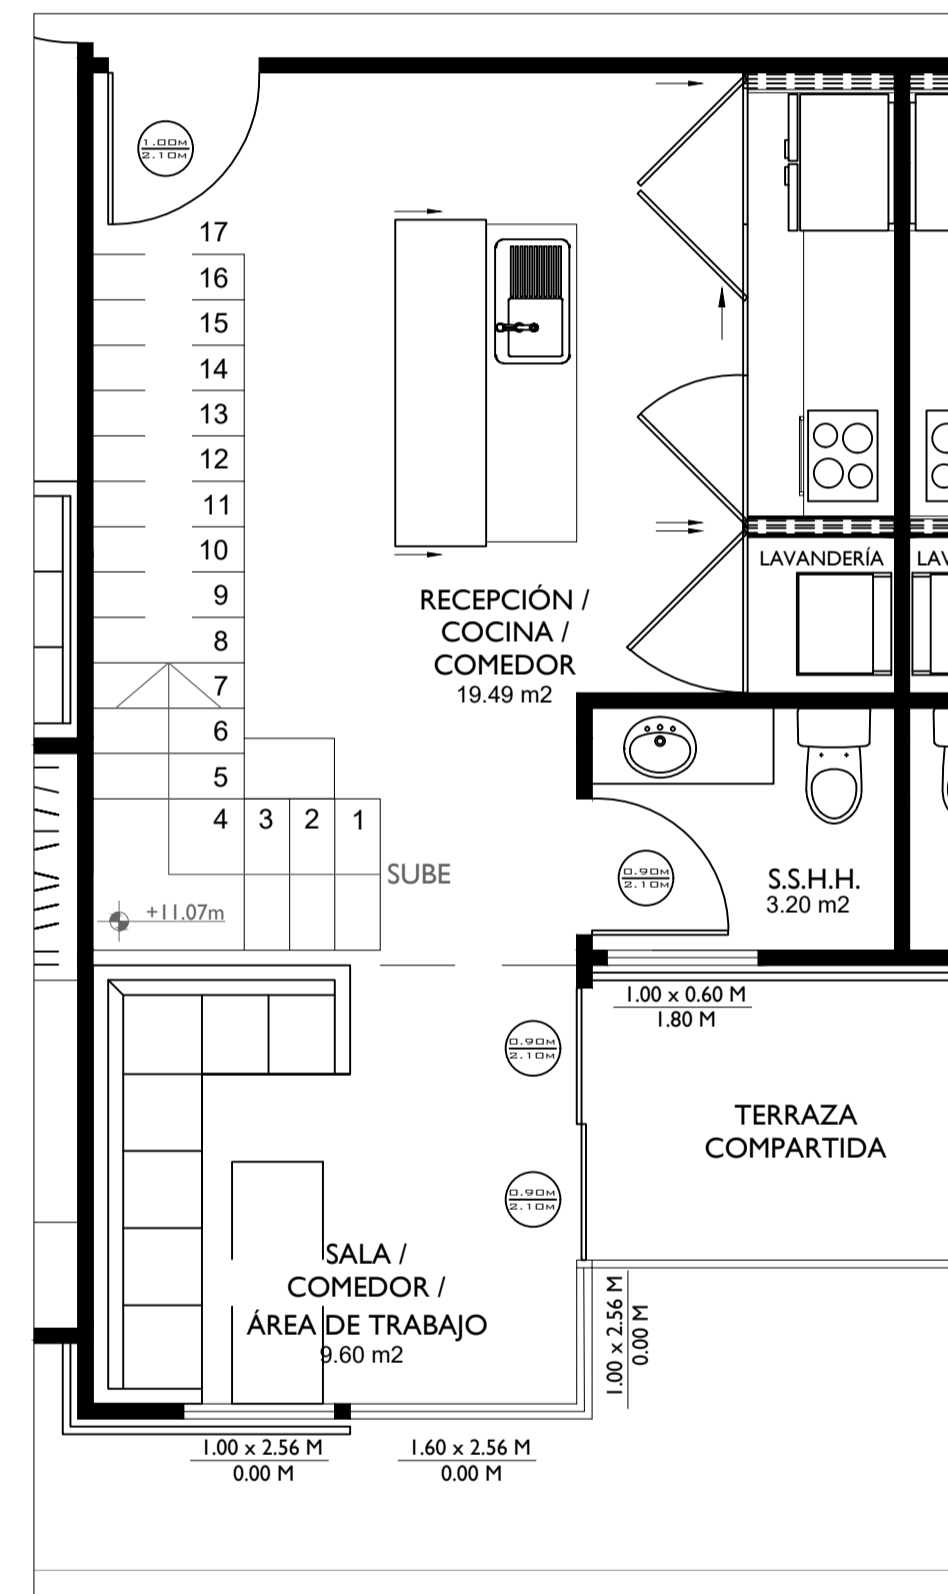 1.00M
2.10M
17
16
15
14
13
12
11
10
9
8
7
6
5
4 3 2 1
SUBE
+11.07m
RECEPCIÓN /
COCINA /
COMEDOR
19.49 m2
LAVANDERÍA
LAV
0.90M
2.10M
S.S.H.H.
3.20 m2
1.00 x 0.60 M
1.80 M
0.90M
2.10M
TERRAZA
COMPARTIDA
0.90M
2.10M
SALA /
COMEDOR /
ÁREA DE TRABAJO
9.60 m2
1.00 x 2.56 M
0.00 M
1.00 x 2.56 M
0.00 M
1.60 x 2.56 M
0.00 M